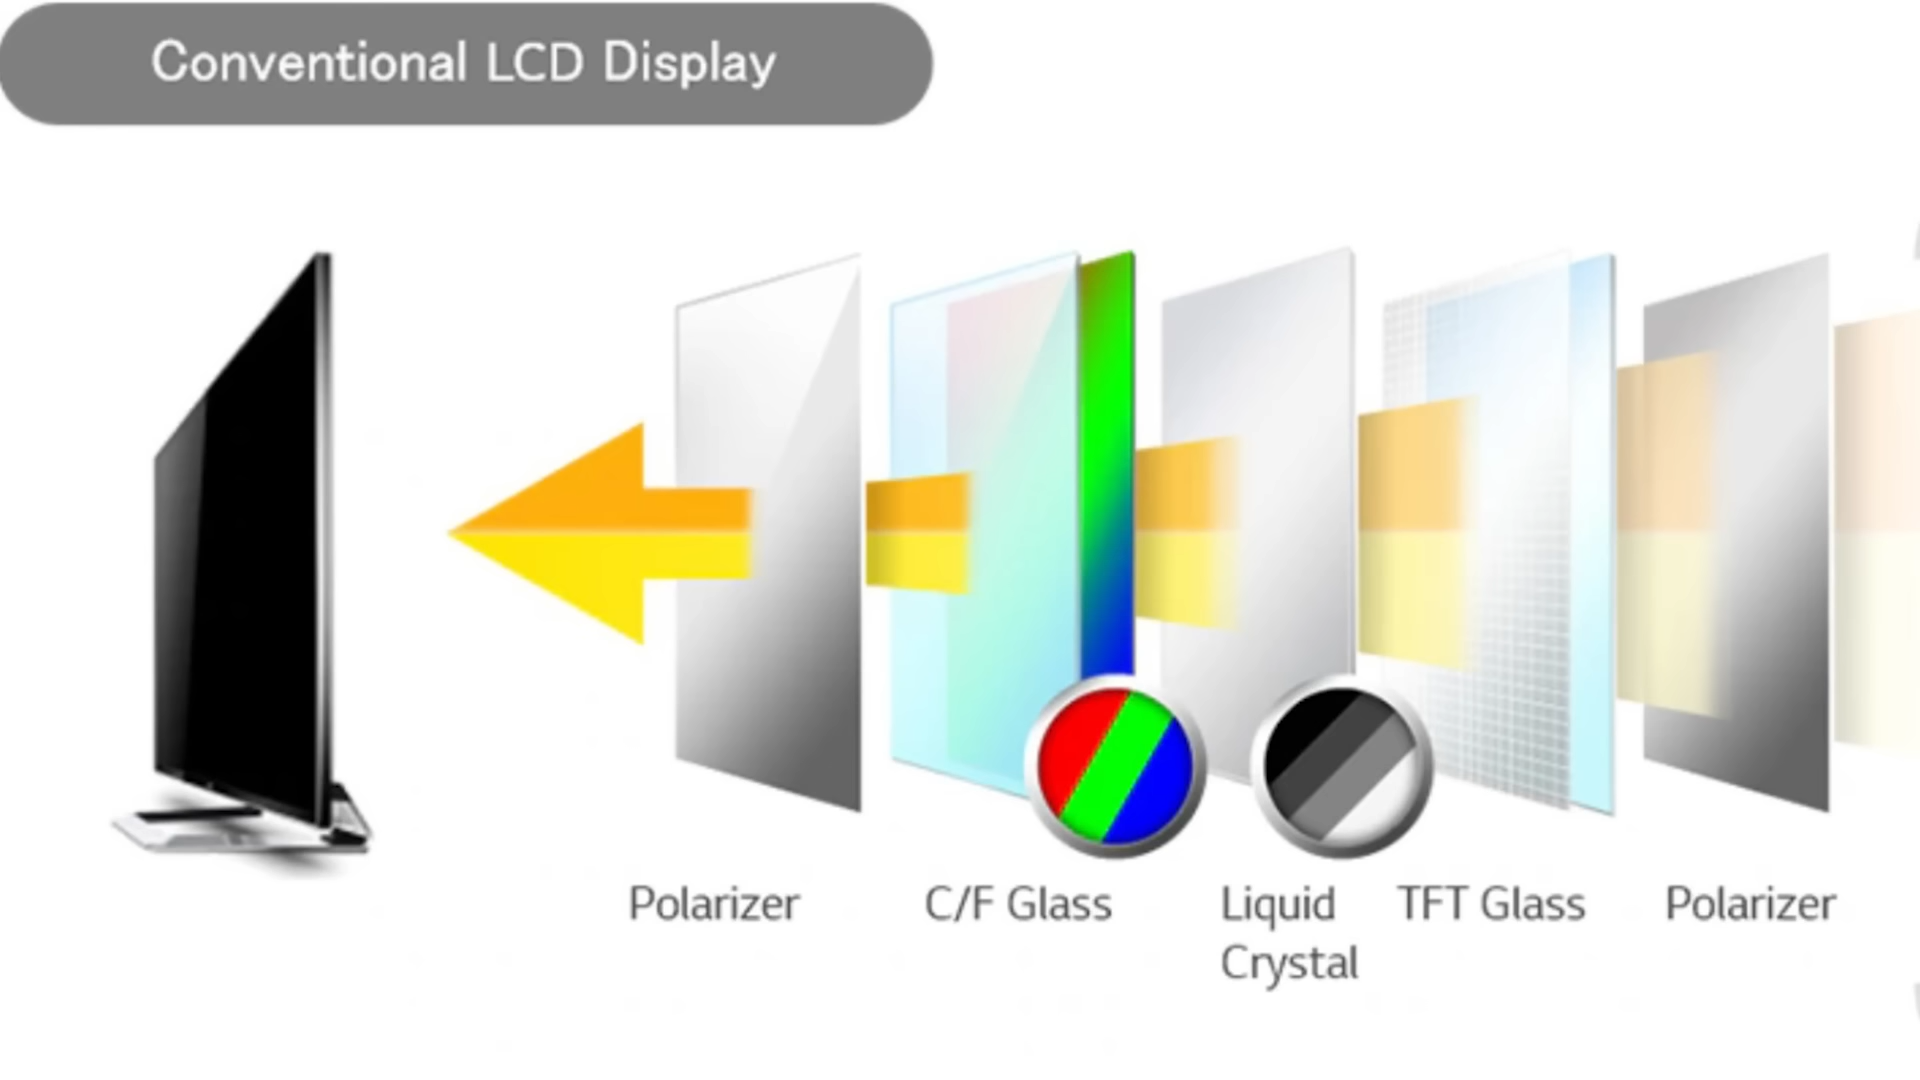 Conventional LCD Display
Polarizer
C/F Glass
Liquid
Crystal
TFT Glass
Polarizer